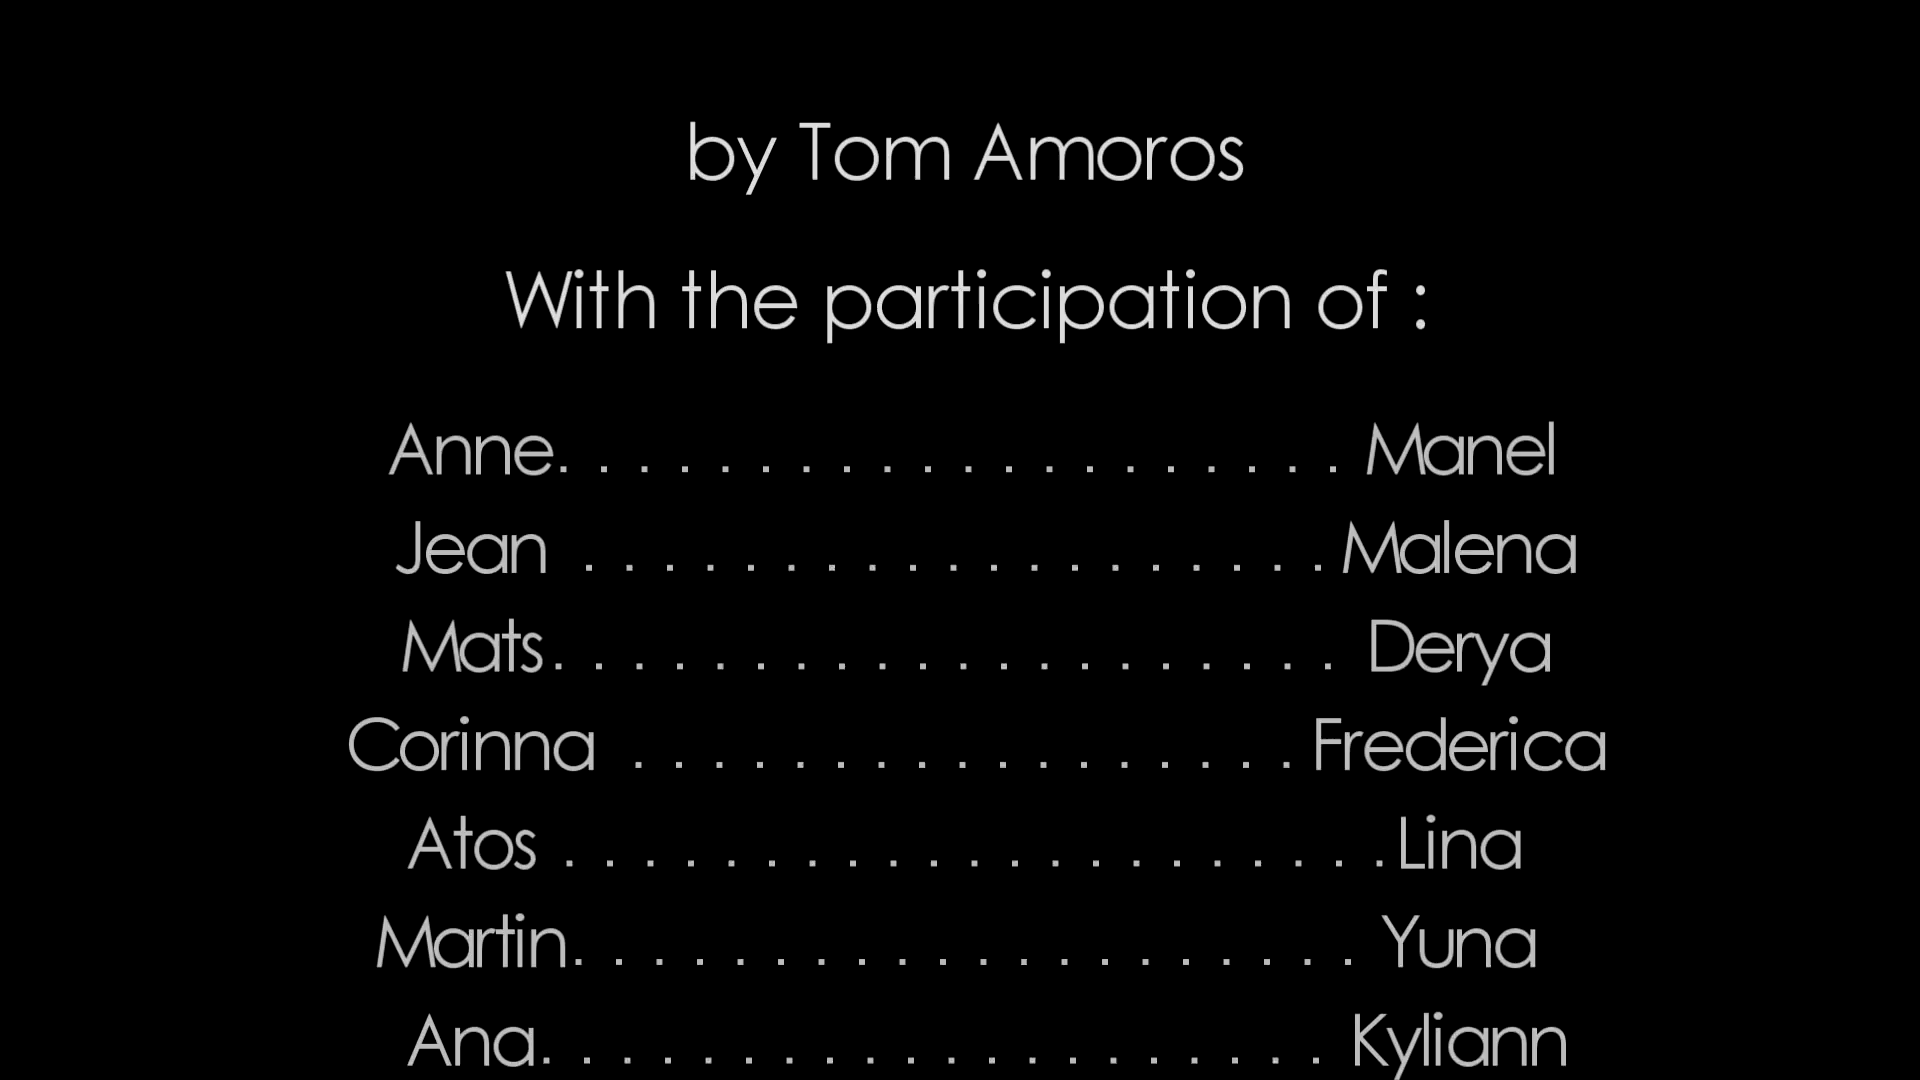 by Tom Amoros
With the participation of :
Anne. . . . . . . . . . . . . . . . . . . . Manel
Jean . . . . . . . . . . . . . . . . . . . Malena
Mats. . . . . . . . . . . . . . . . . . . . Derya
Corinna . . . . . . . . . . . . . . . . . Frederica
Atos . . . . . . . . . . . . . . . . . . . . . Lina
Martin. . . . . . . . . . . . . . . . . . . . Yuna
Ana. . . . . . . . . . . . . . . . . . . . Kyliann